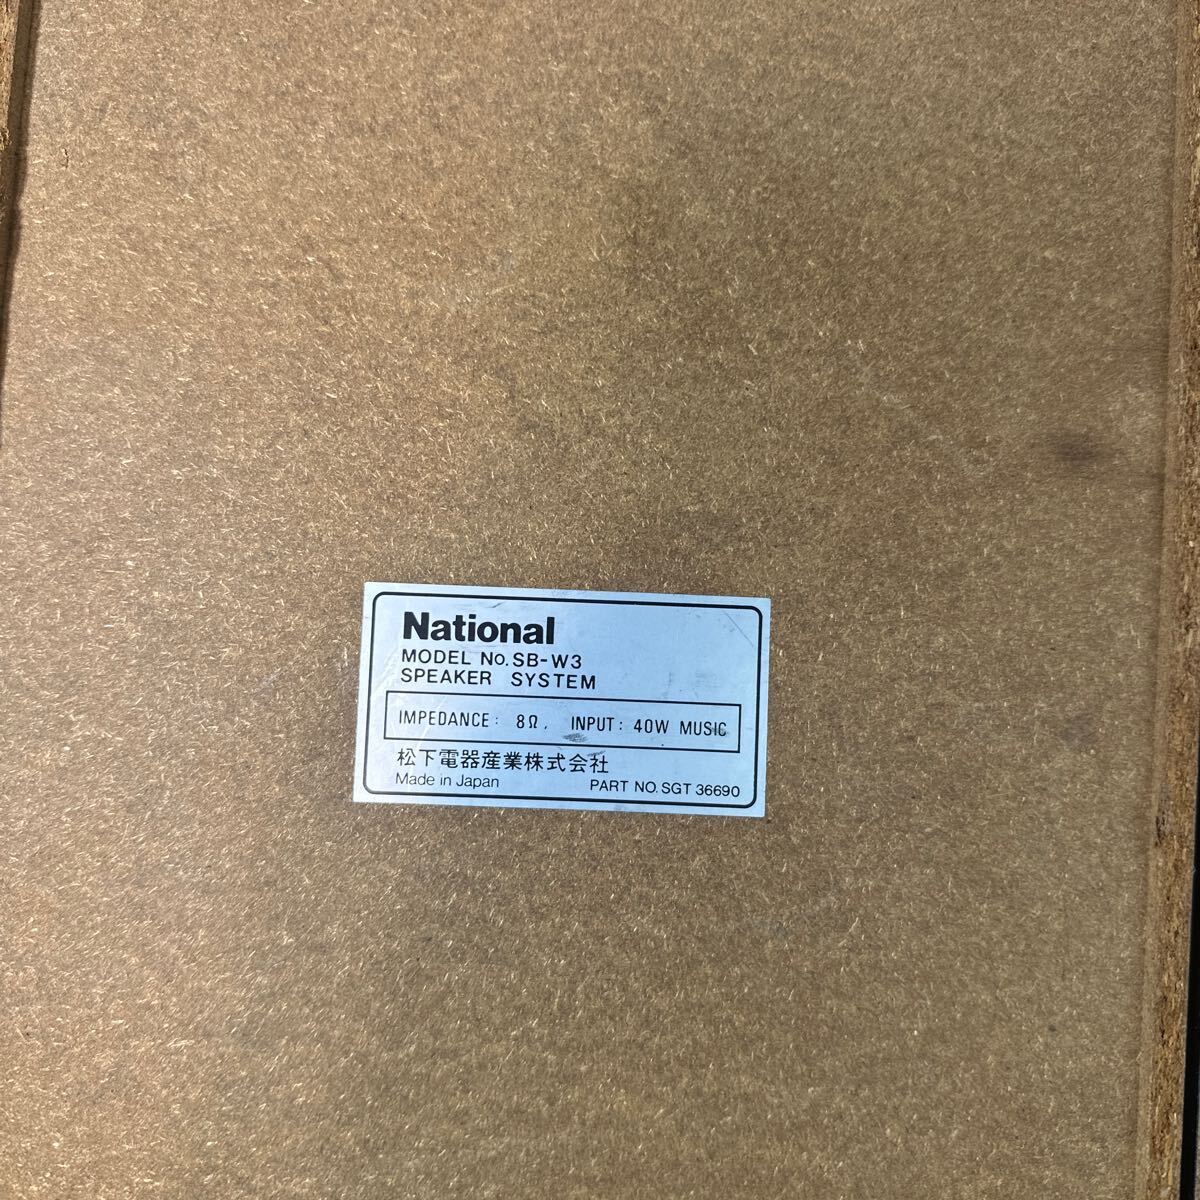 National
MODEL No. SB-W3
SPEAKER SYSTEM
IMPEDANCE: 8Ω. INPUT: 40W MUSIC
松下電器産業株式会社
Made in Japan PART NO. SGT 36690